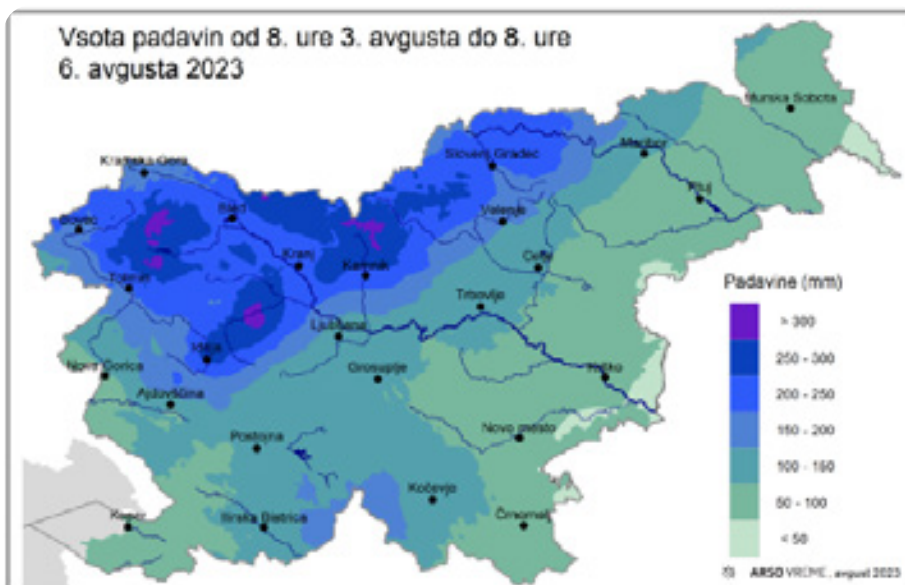 Vsota padavin od 8. ure 3. avgusta do 8. ure
6. avgusta 2023
Murska Sobota
Maribor
Slovenj Gradec
Kranjska Gora
Ptuj
Bled
Velenje
Bovec
Celje
Kranj
Kamnik
Tolmin
Trbovlje
Ljubljana
Idrija
Nova Gorica
Grosuplje
Krško
Ajdovščina
Novo mesto
Postojna
Kočevje
Koper
Ilirska Bistrica
Črnomelj
Padavine (mm)
> 300
250 - 300
200 - 250
150 - 200
100 - 150
50 - 100
< 50
ARSO VREME, avgust 2023